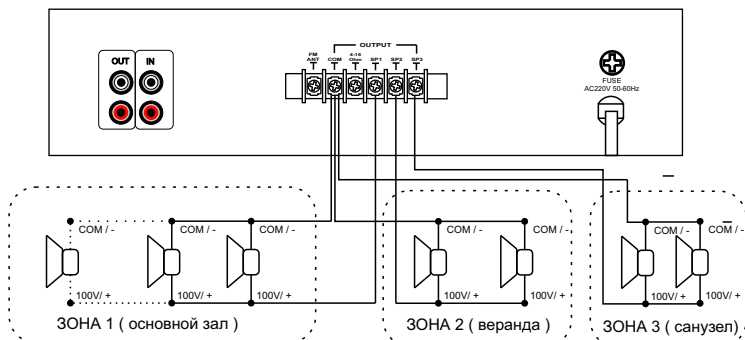 OUTPUT
OUT IN
FM ANT
COM
4-16 Ohm
SP1
SP2
SP3
FUSE
AC220V 50-60Hz
COM / -
COM / -
COM / -
COM / -
COM / -
COM / -
COM / -
100V/ +
100V/ +
100V/ +
100V/ +
100V/ +
100V/ +
100V/ +
ЗОНА 1 ( основной зал )
ЗОНА 2 ( веранда )
ЗОНА 3 ( санузел)